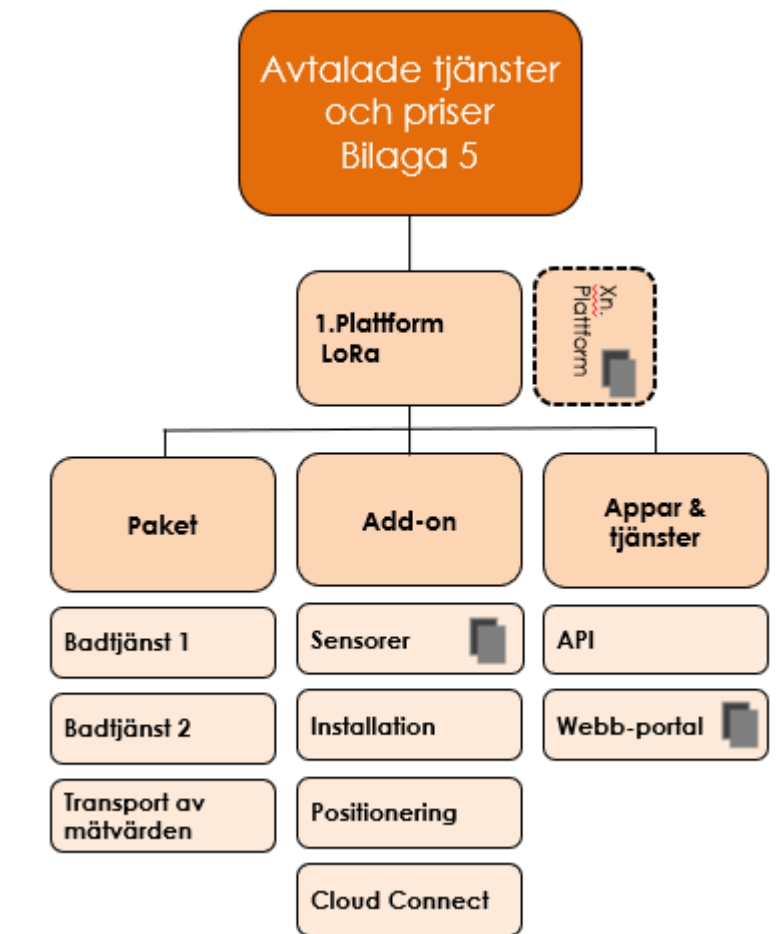 Avtalade tjänster
och priser
Bilaga 5
1.Plattform
LoRa
Xn.
Plattform
Paket
Add-on
Appar &
tjänster
Badtjänst 1
Sensorer
API
Badtjänst 2
Installation
Webb-portal
Transport av
mätvärden
Positionering
Cloud Connect